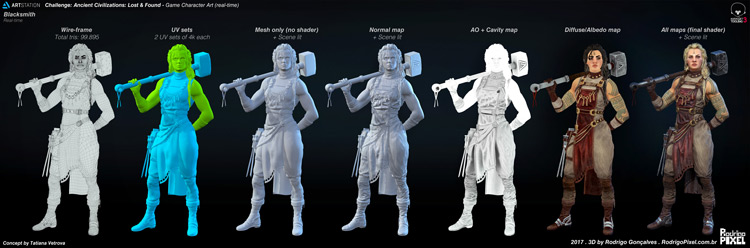 ARTSTATION Challenge: Ancient Civilizations: Lost & Found - Game Character Art (real-time)
Blacksmith
Real-time
Wire-frame
Total tris: 99.895
UV sets
2 UV sets of 4k each
Mesh only (no shader)
+ Scene lit
Normal map
+ Scene lit
AO + Cavity map
Diffuse/Albedo map
All maps (final shader)
+ Scene lit
Concept by Tatiana Vetrova
2017 . 3D by Rodrigo Gonçalves . RodrigoPixel.com.br
Rodrigo
PIXEL